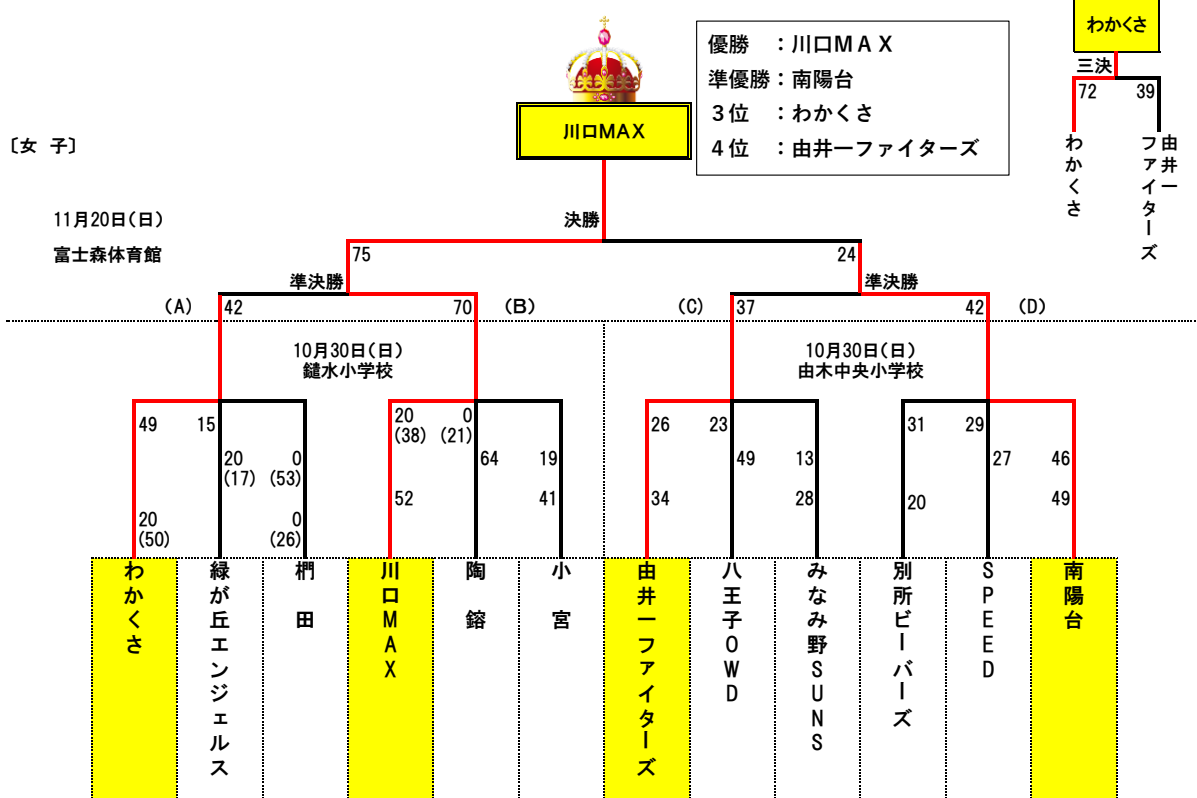 わかくさ
三決
72 39
わかくさ
由井一
ファイターズ
優勝 ：川口ＭＡＸ
準優勝：南陽台
３位 ：わかくさ
４位 ：由井一ファイターズ
川口MAX
〔女 子〕
11月20日(日)
富士森体育館
決勝
75 24
準決勝 準決勝
(A) 42 70 (B) (C) 37 42 (D)
10月30日(日) 10月30日(日)
鑓水小学校 由木中央小学校
49 15 20 0 26 23 31 29
(38) (21)
20 0 64 19 49 13 27 46
(17) (53)
52 41 34 28 20 49
20 0
(50) (26)
わかくさ
緑が丘エンジェルス
椚田
川口MAX
陶鎔
小宮
由井一ファイターズ
八王子OWD
みなみ野SUNS
別所ビーバーズ
SPEED
南陽台